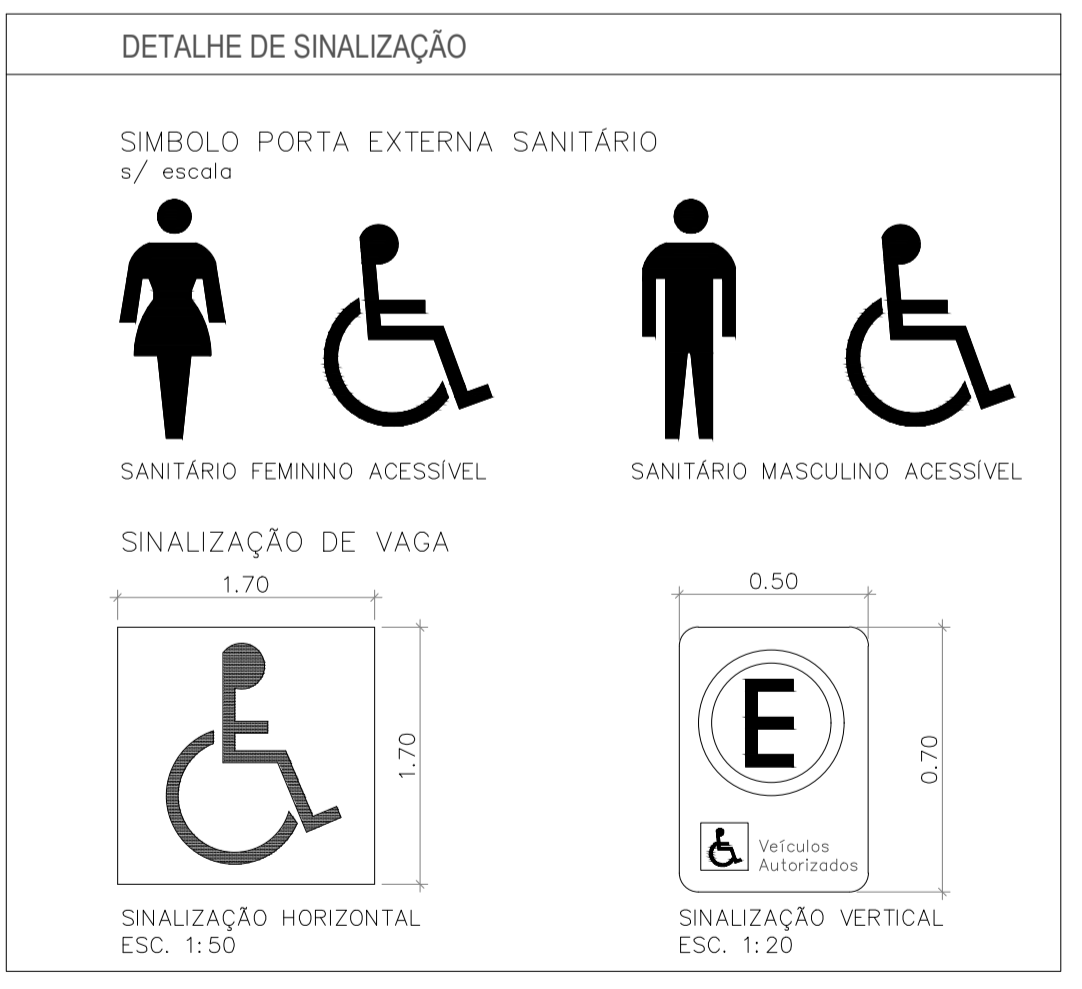 DETALHE DE SINALIZAÇÃO
SIMBOLO PORTA EXTERNA SANITÁRIO
s/ escala
SANITÁRIO FEMININO ACESSÍVEL
SANITÁRIO MASCULINO ACESSÍVEL
SINALIZAÇÃO DE VAGA
1.70
1.70
SINALIZAÇÃO HORIZONTAL
ESC. 1:50
0.50
E
0.70
Veículos
Autorizados
SINALIZAÇÃO VERTICAL
ESC. 1:20